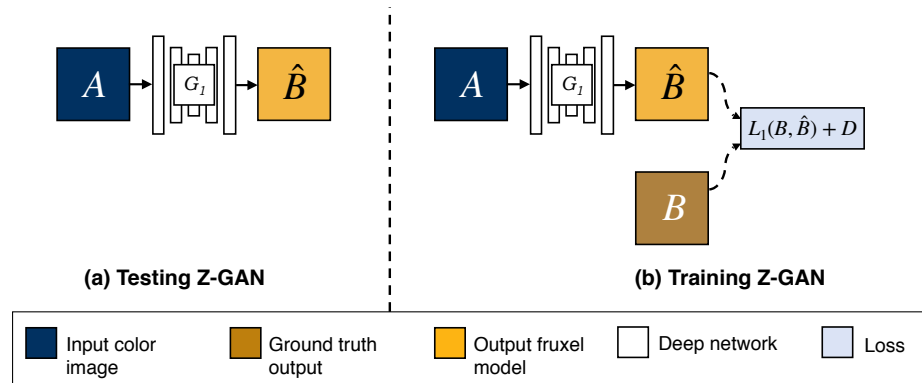 A
G₁
B̂
A
G₁
B̂
L₁(B, B̂) + D
B
(a) Testing Z-GAN
(b) Training Z-GAN
Input color
image
Ground truth
output
Output fruxel
model
Deep network
Loss